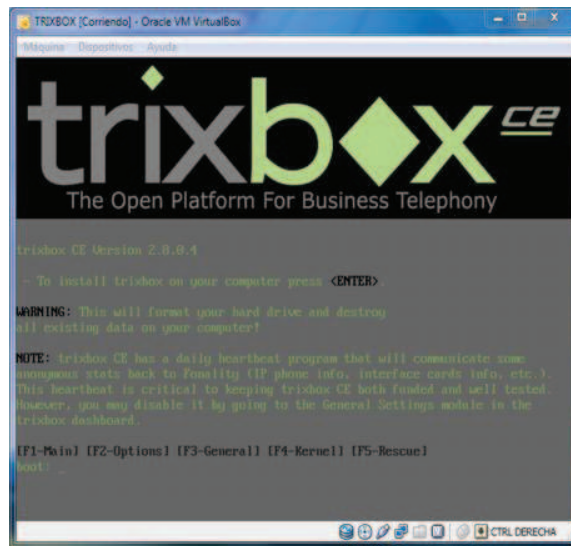 TRIXBOX [Corriendo] - Oracle VM VirtualBox
Máquina Dispositivos Ayuda
trixbox CE
The Open Platform For Business Telephony
trixbox CE Version 2.8.0.4
- To install trixbox on your computer press <ENTER>.
WARNING: This will format your hard drive and destroy
all existing data on your computer!
NOTE: trixbox CE has a daily heartbeat program that will communicate some
anonymous stats back to Fonality (IP phone info, interface cards info, etc.).
This heartbeat is critical to keeping trixbox CE both funded and well tested.
However, you may disable it by going to the General Settings module in the
trixbox dashboard.
[F1-Main] [F2-Options] [F3-General] [F4-Kernel] [F5-Rescue]
boot: _
CTRL DERECHA